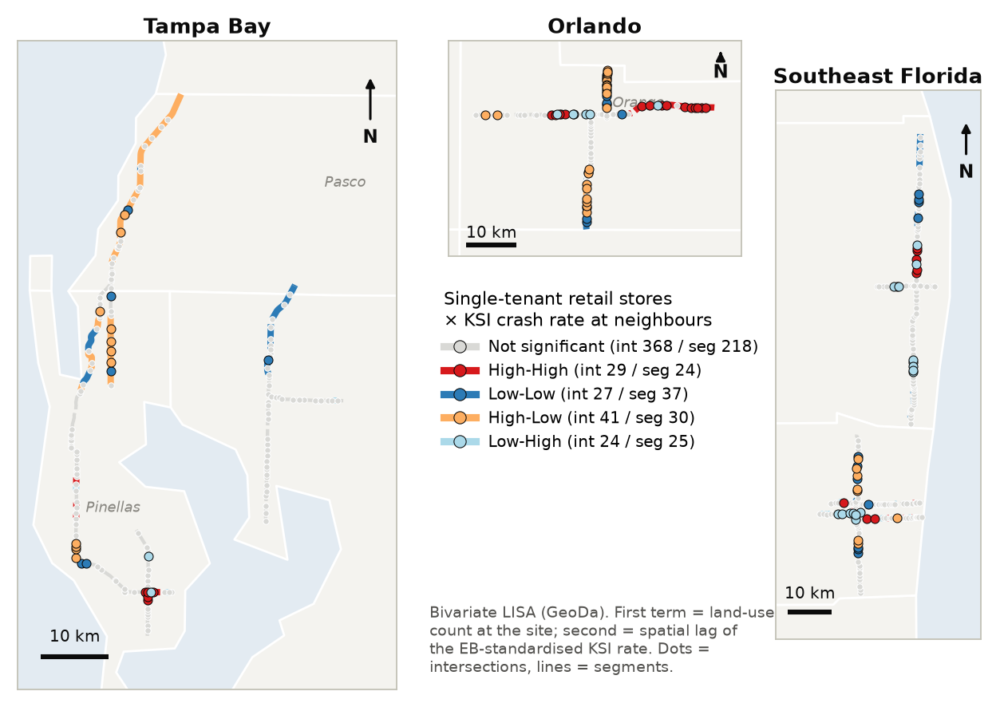 Tampa Bay
Orlando
Southeast Florida
N
N
N
Orange
Pasco
Pinellas
10 km
10 km
10 km
Single-tenant retail stores
× KSI crash rate at neighbours
Not significant (int 368 / seg 218)
High-High (int 29 / seg 24)
Low-Low (int 27 / seg 37)
High-Low (int 41 / seg 30)
Low-High (int 24 / seg 25)
Bivariate LISA (GeoDa). First term = land-use
count at the site; second = spatial lag of
the EB-standardised KSI rate. Dots =
intersections, lines = segments.